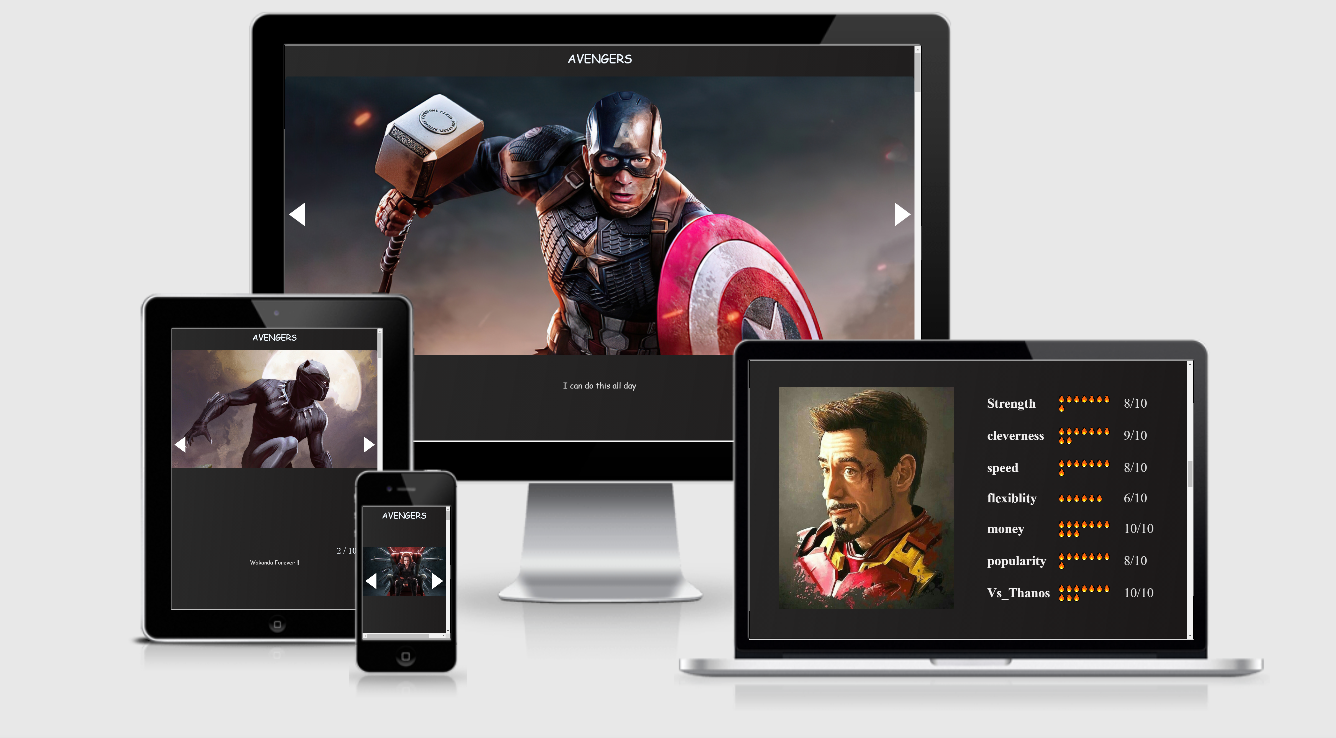 AVENGERS
I can do this all day
AVENGERS
2 / 10
Wakanda Forever !!
AVENGERS
Strength 8/10
cleverness 9/10
speed 8/10
flexiblity 6/10
money 10/10
popularity 8/10
Vs_Thanos 10/10